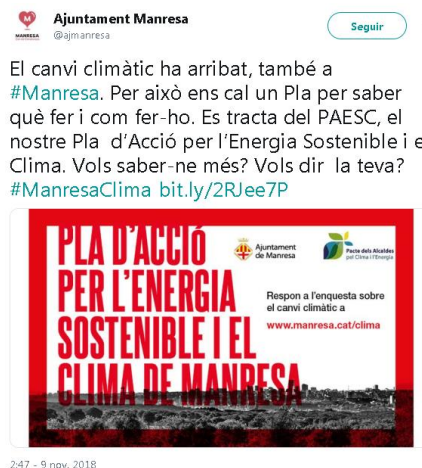 Ajuntament Manresa
@ajmanresa
Seguir
MANRESA
El canvi climàtic ha arribat, també a
#Manresa. Per això ens cal un Pla per saber
què fer i com fer-ho. Es tracta del PAESC, el
nostre Pla d'Acció per l'Energia Sostenible i e
Clima. Vols saber-ne més? Vols dir la teva?
#ManresaClima bit.ly/2RJee7P
PLA D'ACCIÓ
PER L'ENERGIA
SOSTENIBLE I EL
CLIMA DE MANRESA
Ajuntament
de Manresa
Pacte dels Alcaldes
pel Clima i l'Energia
Respon a l'enquesta sobre
el canvi climàtic a
www.manresa.cat/clima
2:47 - 9 nov. 2018